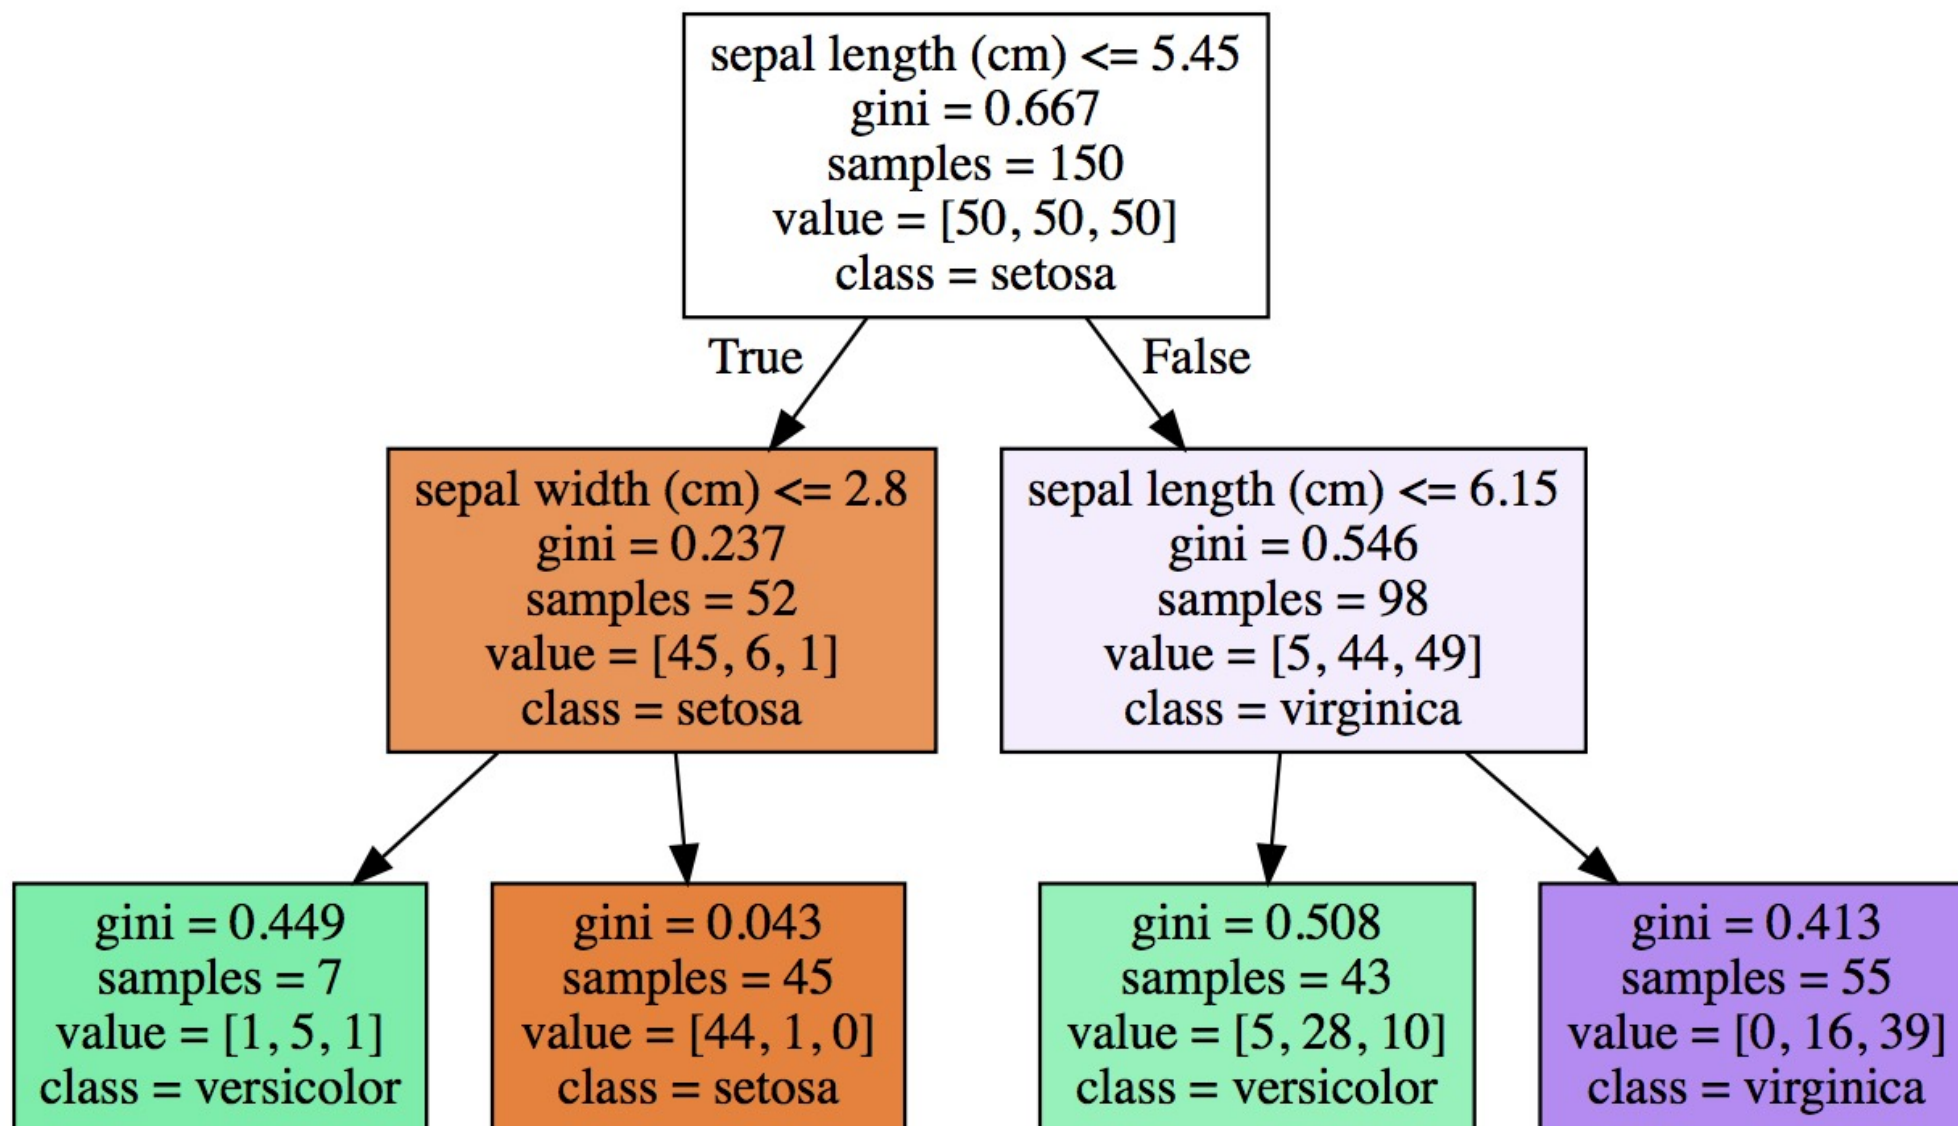 sepal length (cm) <= 5.45
gini = 0.667
samples = 150
value = [50, 50, 50]
class = setosa
True
False
sepal width (cm) <= 2.8
gini = 0.237
samples = 52
value = [45, 6, 1]
class = setosa
sepal length (cm) <= 6.15
gini = 0.546
samples = 98
value = [5, 44, 49]
class = virginica
gini = 0.449
samples = 7
value = [1, 5, 1]
class = versicolor
gini = 0.043
samples = 45
value = [44, 1, 0]
class = setosa
gini = 0.508
samples = 43
value = [5, 28, 10]
class = versicolor
gini = 0.413
samples = 55
value = [0, 16, 39]
class = virginica